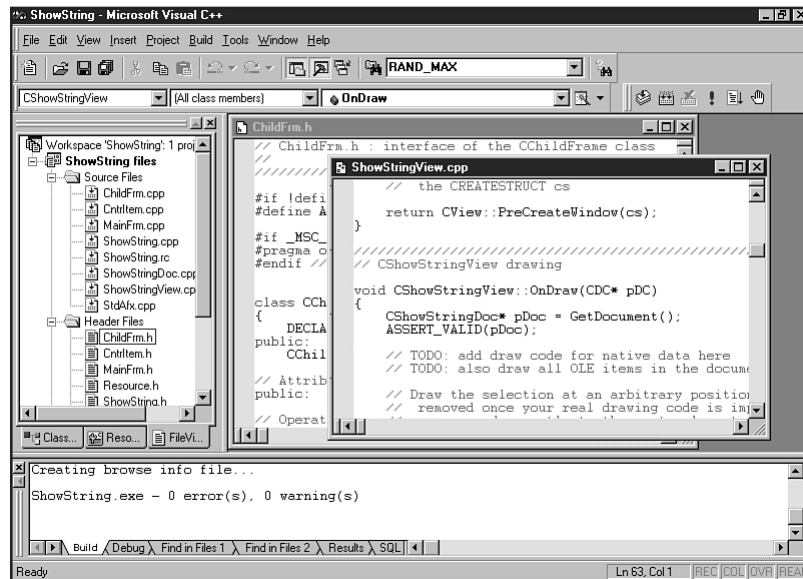 ShowString - Microsoft Visual C++
File Edit View Insert Project Build Tools Window Help
RAND_MAX
CShowStringView [All class members] OnDraw
Workspace 'ShowString': 1 proj
ShowString files
Source Files
ChildFrm.cpp
CntrItem.cpp
MainFrm.cpp
ShowString.cpp
ShowString.rc
ShowStringDoc.cpp
ShowStringView.cp
StdAfx.cpp
Header Files
ChildFrm.h
CntrItem.h
MainFrm.h
Resource.h
ShowString.h
Class... Reso... FileVi...
ChildFrm.h
// ChildFrm.h : interface of the CChildFrame class
//
//////////
#if !defi
#define A
#if _MSC_
#pragma o
#endif //
class CCh
{
DECLA
public:
CChil
// Attrib
public:
// Operat
ShowStringView.cpp
// the CREATESTRUCT cs
return CView::PreCreateWindow(cs);
}
/////////////////////////////////////////////////
// CShowStringView drawing
void CShowStringView::OnDraw(CDC* pDC)
{
CShowStringDoc* pDoc = GetDocument();
ASSERT_VALID(pDoc);
// TODO: add draw code for native data here
// TODO: also draw all OLE items in the docume
// Draw the selection at an arbitrary position
// removed once your real drawing code is imp
Creating browse info file...
ShowString.exe - 0 error(s), 0 warning(s)
Build Debug Find in Files 1 Find in Files 2 Results SQL
Ready Ln 63, Col 1 REC COL OVR READ